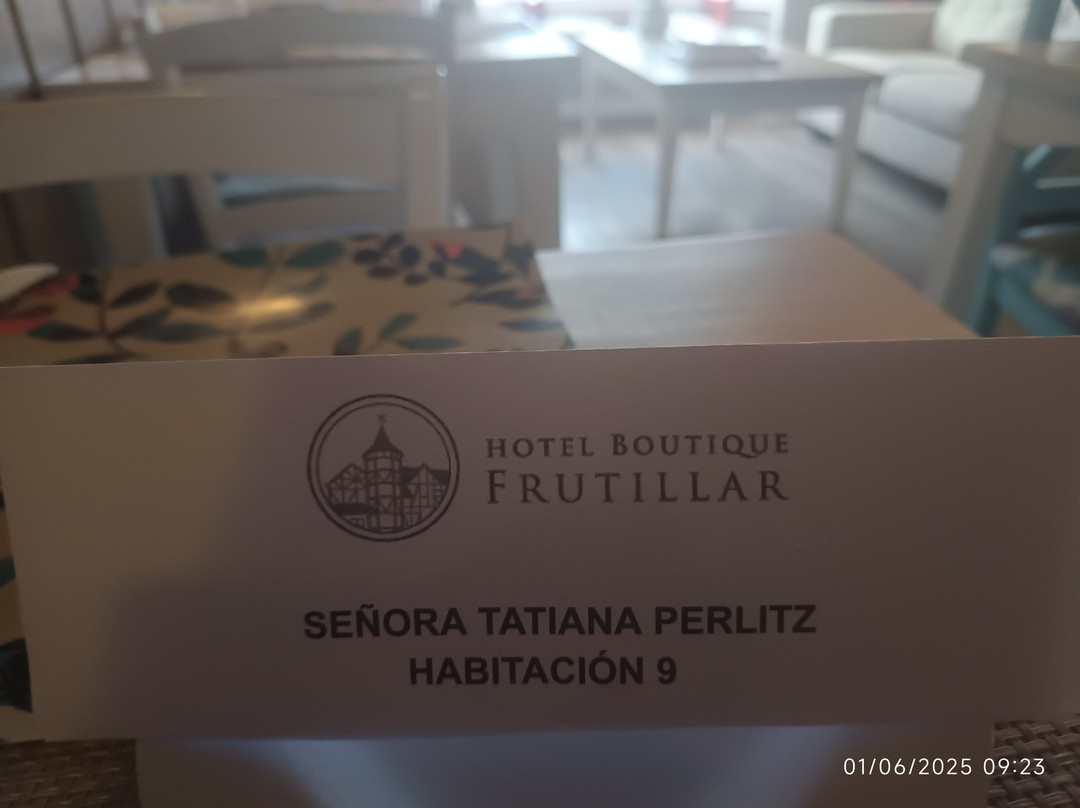 HOTEL BOUTIQUE
FRUTILLAR
SEÑORA TATIANA PERLITZ
HABITACIÓN 9
01/06/2025 09:23